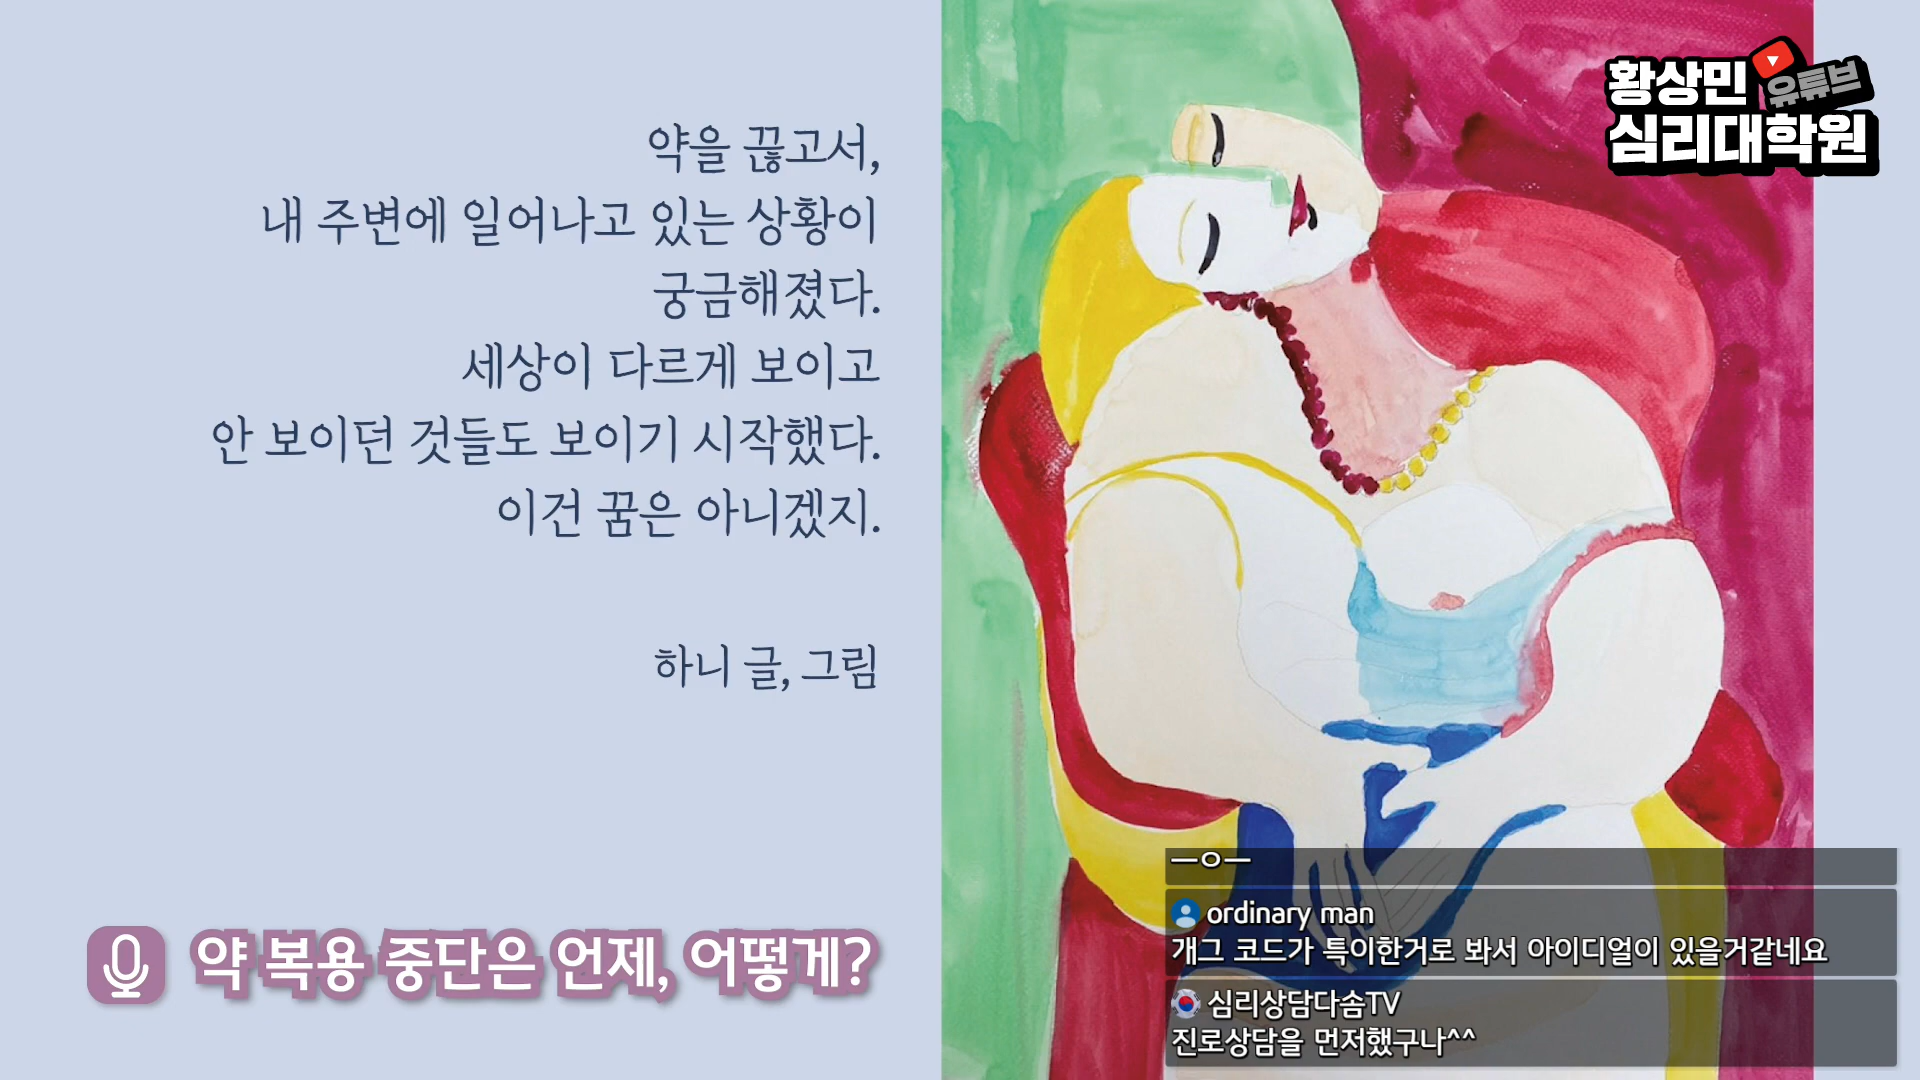 약을 끊고서,
내 주변에 일어나고 있는 상황이
궁금해졌다.
세상이 다르게 보이고
안 보이던 것들도 보이기 시작했다.
이건 꿈은 아니겠지.
하니 글, 그림
약 복용 중단은 언제, 어떻게?
황상민 유튜브
심리대학원
ㅡㅇㅡ
ordinary man
개그 코드가 특이한거로 봐서 아이디얼이 있을거같네요
심리상담다솜TV
진로상담을 먼저했구나^^